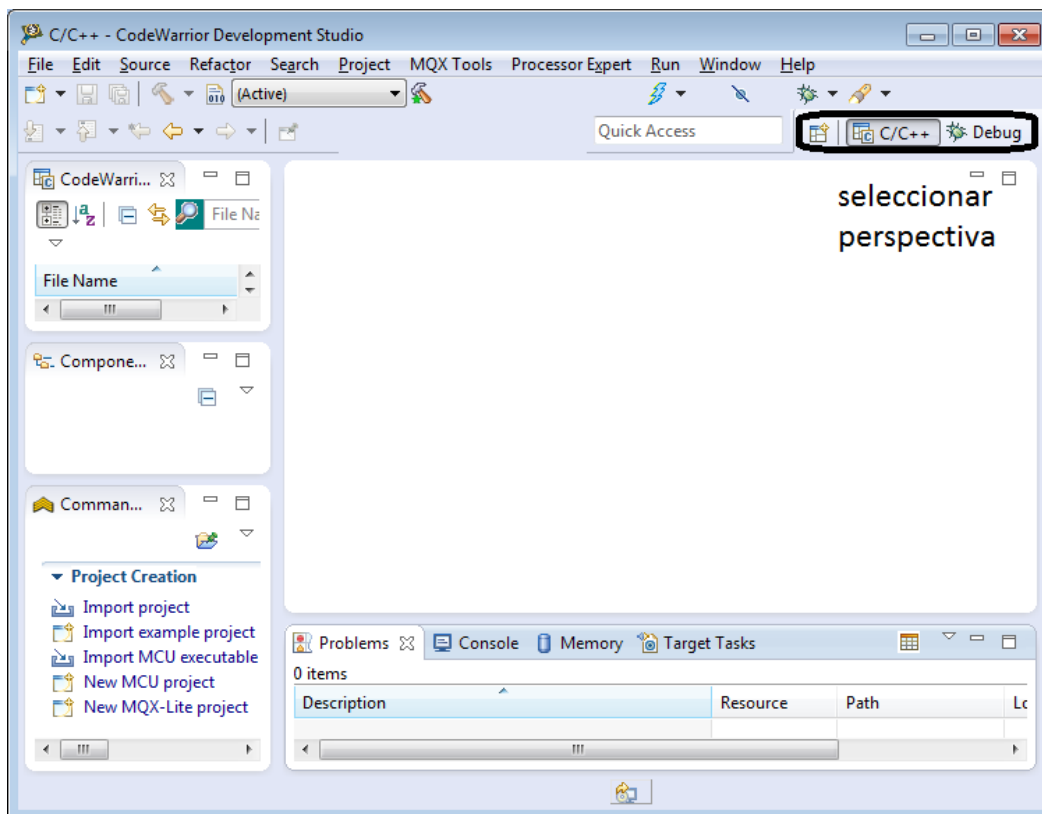 C/C++ - CodeWarrior Development Studio
File Edit Source Refactor Search Project MQX Tools Processor Expert Run Window Help
010 (Active)
Quick Access C/C++ Debug
CodeWarri...
a z File Na
seleccionar
perspectiva
File Name
Compone...
Comman...
Project Creation
Import project
Import example project
Import MCU executable
New MCU project
New MQX-Lite project
Problems Console Memory Target Tasks
0 items
Description Resource Path Lc